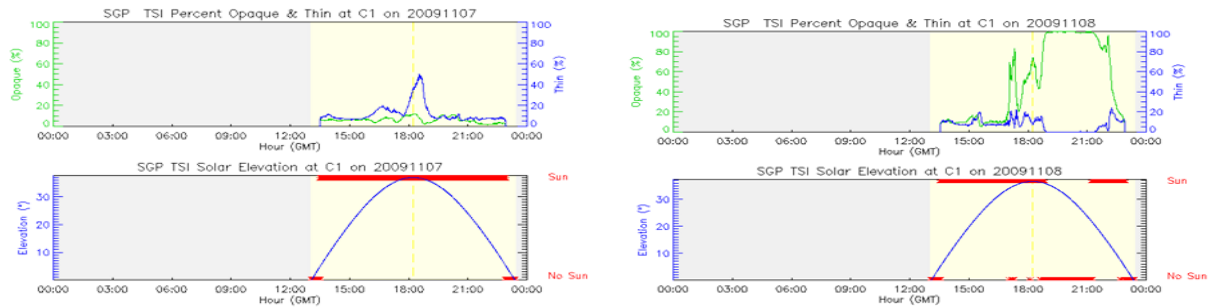 SGP TSI Percent Opaque & Thin at C1 on 20091107
100 80 60 40 20
Opaque (%)
100 80 60 40 20 0
Thin (%)
00:00 03:00 06:00 09:00 12:00 15:00 18:00 21:00 00:00
Hour (GMT)
SGP TSI Solar Elevation at C1 on 20091107
Sun
30 20 10
Elevation (°)
No Sun
00:00 03:00 06:00 09:00 12:00 15:00 18:00 21:00 00:00
Hour (GMT)
SGP TSI Percent Opaque & Thin at C1 on 20091108
100 80 60 40 20
Opaque (%)
100 80 60 40 20 0
Thin (%)
00:00 03:00 06:00 09:00 12:00 15:00 18:00 21:00 00:00
Hour (GMT)
SGP TSI Solar Elevation at C1 on 20091108
Sun
30 20 10
Elevation (°)
No Sun
00:00 03:00 06:00 09:00 12:00 15:00 18:00 21:00 00:00
Hour (GMT)